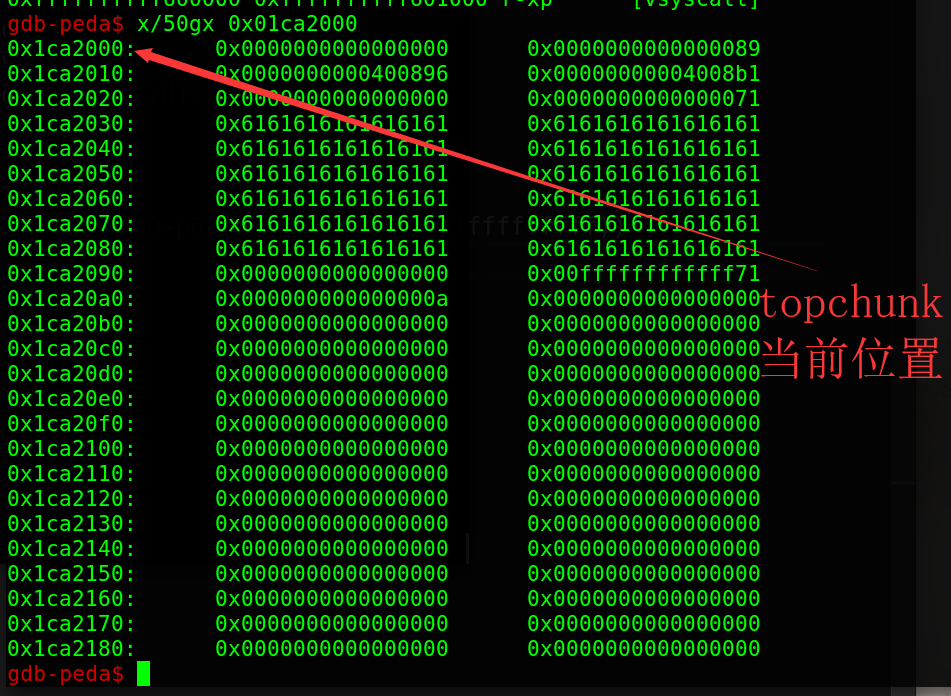 0xffffffffff600000 0xffffffffff601000 r-xp [vsyscall]
gdb-peda$ x/50gx 0x01ca2000
0x1ca2000: 0x0000000000000000 0x0000000000000089
0x1ca2010: 0x0000000000400896 0x00000000004008b1
0x1ca2020: 0x0000000000000000 0x0000000000000071
0x1ca2030: 0x6161616161616161 0x6161616161616161
0x1ca2040: 0x6161616161616161 0x6161616161616161
0x1ca2050: 0x6161616161616161 0x6161616161616161
0x1ca2060: 0x6161616161616161 0x6161616161616161
0x1ca2070: 0x6161616161616161 0x6161616161616161
0x1ca2080: 0x6161616161616161 0x6161616161616161
0x1ca2090: 0x0000000000000000 0x00ffffffffffff71
0x1ca20a0: 0x000000000000000a 0x0000000000000000
0x1ca20b0: 0x0000000000000000 0x0000000000000000
0x1ca20c0: 0x0000000000000000 0x0000000000000000
0x1ca20d0: 0x0000000000000000 0x0000000000000000
0x1ca20e0: 0x0000000000000000 0x0000000000000000
0x1ca20f0: 0x0000000000000000 0x0000000000000000
0x1ca2100: 0x0000000000000000 0x0000000000000000
0x1ca2110: 0x0000000000000000 0x0000000000000000
0x1ca2120: 0x0000000000000000 0x0000000000000000
0x1ca2130: 0x0000000000000000 0x0000000000000000
0x1ca2140: 0x0000000000000000 0x0000000000000000
0x1ca2150: 0x0000000000000000 0x0000000000000000
0x1ca2160: 0x0000000000000000 0x0000000000000000
0x1ca2170: 0x0000000000000000 0x0000000000000000
0x1ca2180: 0x0000000000000000 0x0000000000000000
gdb-peda$
topchunk
当前位置